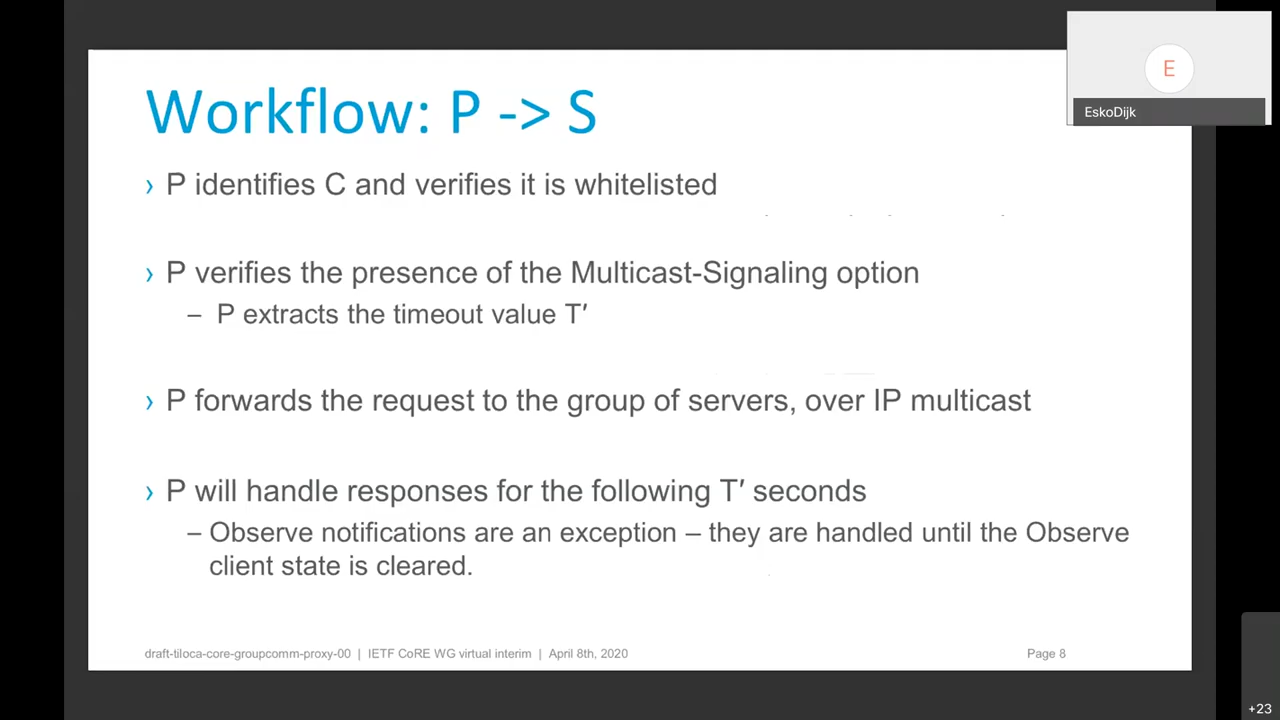 Workflow: P -> S
› P identifies C and verifies it is whitelisted
› P verifies the presence of the Multicast-Signaling option
– P extracts the timeout value T′
› P forwards the request to the group of servers, over IP multicast
› P will handle responses for the following T′ seconds
– Observe notifications are an exception – they are handled until the Observe
client state is cleared.
draft-tiloca-core-groupcomm-proxy-00 | IETF CoRE WG virtual interim | April 8th, 2020
Page 8
E
EskoDijk
+23